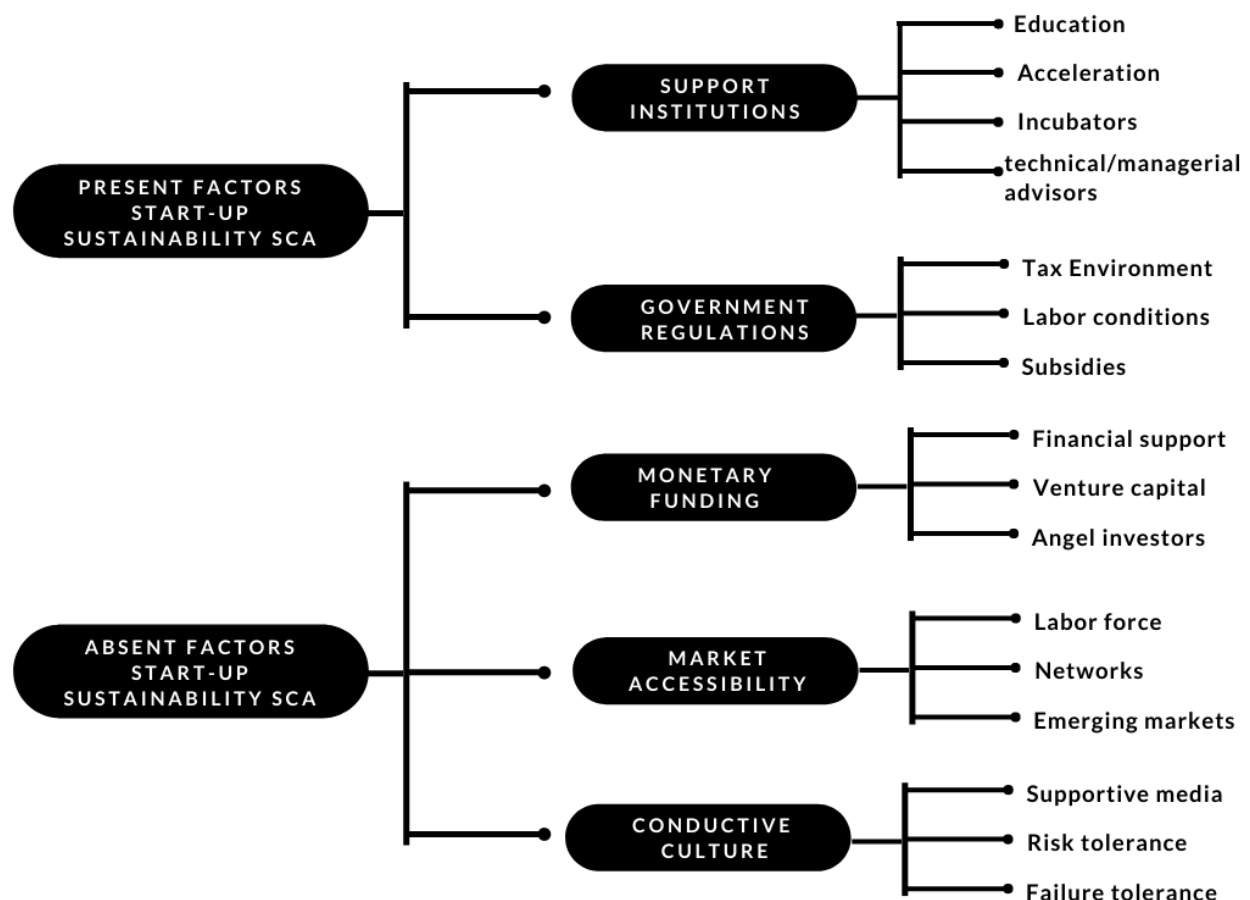 PRESENT FACTORS
START-UP
SUSTAINABILITY SCA
SUPPORT
INSTITUTIONS
Education
Acceleration
Incubators
technical/managerial
advisors
GOVERNMENT
REGULATIONS
Tax Environment
Labor conditions
Subsidies
ABSENT FACTORS
START-UP
SUSTAINABILITY SCA
MONETARY
FUNDING
Financial support
Venture capital
Angel investors
MARKET
ACCESSIBILITY
Labor force
Networks
Emerging markets
CONDUCTIVE
CULTURE
Supportive media
Risk tolerance
Failure tolerance